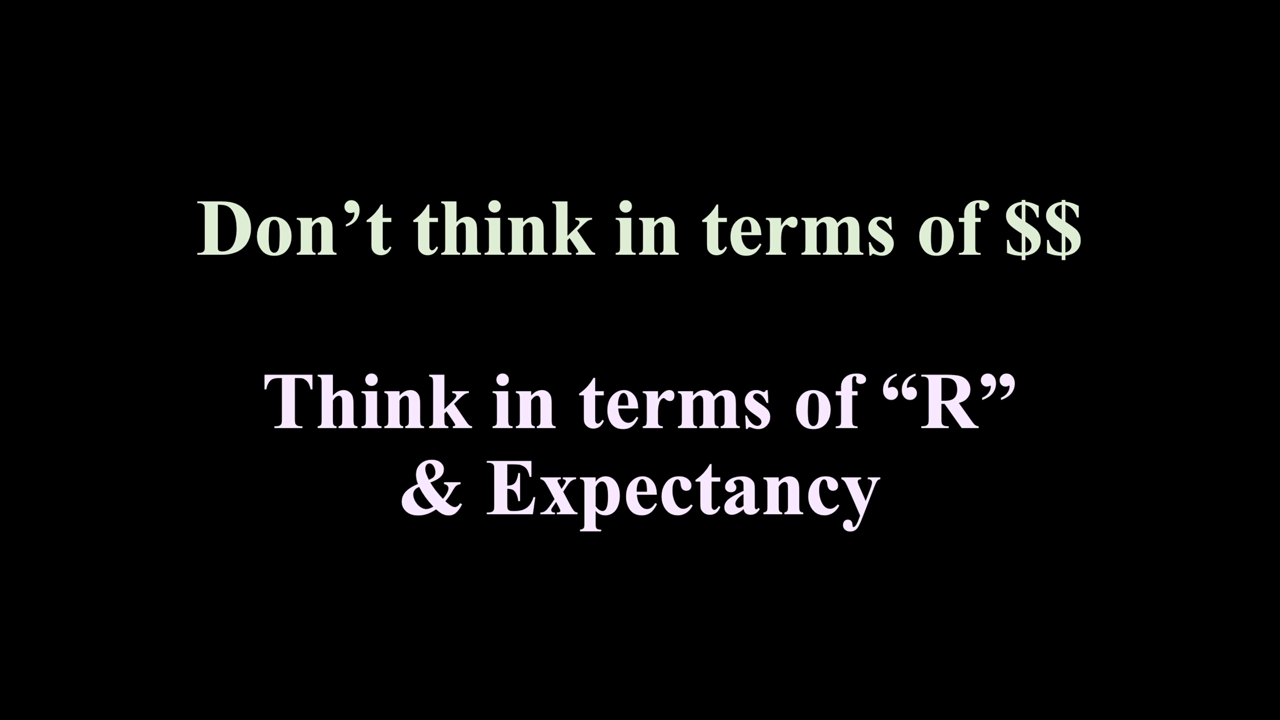 Don’t think in terms of $$
Think in terms of “R”
& Expectancy